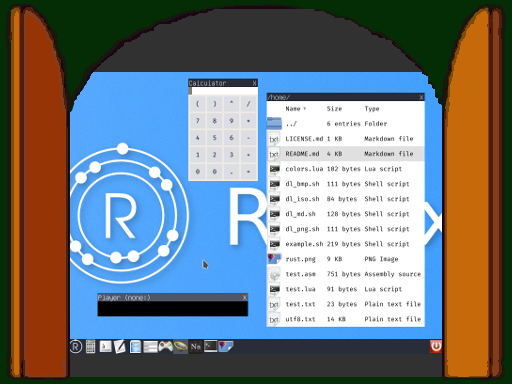 Calculator X
( ) ^ /
7 8 9 *
4 5 6 -
1 2 3 +
0 0 . =
/home/ X
Name Size Type
../ 6 entries Folder
LICENSE.md 1 KB Markdown file
README.md 4 KB Markdown file
colors.lua 102 bytes Lua script
dl_bmp.sh 111 bytes Shell script
dl_iso.sh 84 bytes Shell script
dl_md.sh 128 bytes Shell script
dl_png.sh 111 bytes Shell script
example.sh 219 bytes Shell script
rust.png 9 KB PNG Image
test.asm 751 bytes Assembly source
test.lua 91 bytes Lua script
test.txt 23 bytes Plain text file
utf8.txt 14 KB Plain text file
R R x
Player (none:) X